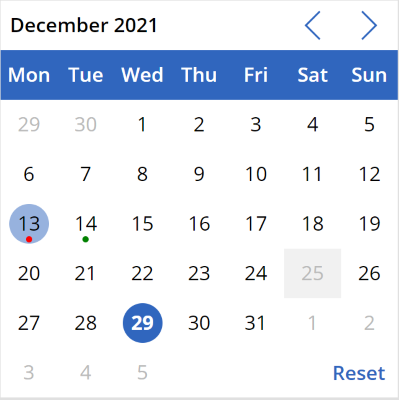 December 2021
Mon Tue Wed Thu Fri Sat Sun
29 30 1 2 3 4 5
6 7 8 9 10 11 12
13 14 15 16 17 18 19
20 21 22 23 24 25 26
27 28 29 30 31 1 2
3 4 5 Reset